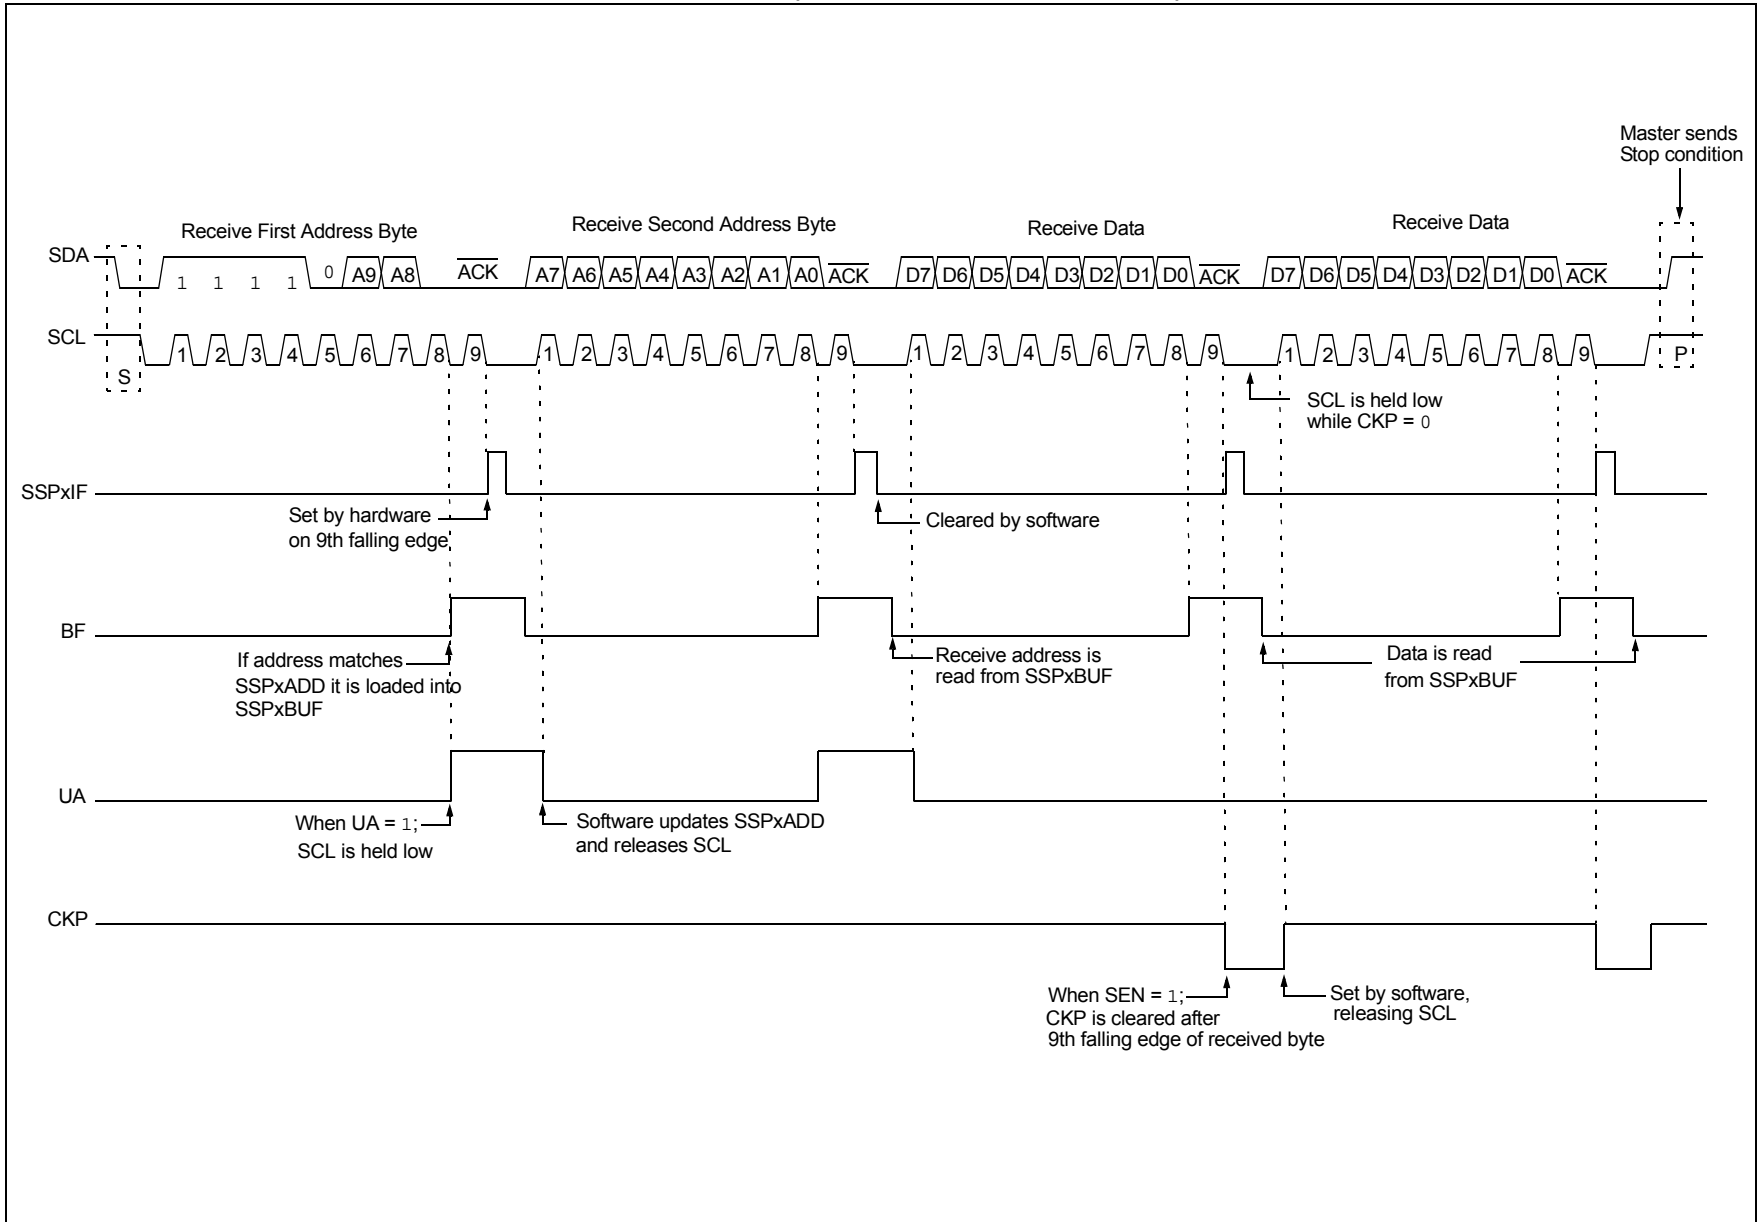 Master sends
Stop condition
Receive First Address Byte
Receive Second Address Byte
Receive Data
Receive Data
SDA
1 1 1 1 0 A9 A8 ACK A7 A6 A5 A4 A3 A2 A1 A0 ACK D7 D6 D5 D4 D3 D2 D1 D0 ACK D7 D6 D5 D4 D3 D2 D1 D0 ACK
SCL
S 1 2 3 4 5 6 7 8 9 1 2 3 4 5 6 7 8 9 1 2 3 4 5 6 7 8 9 1 2 3 4 5 6 7 8 9 P
SCL is held low
while CKP = 0
SSPxIF
Set by hardware
on 9th falling edge
Cleared by software
BF
If address matches
SSPxADD it is loaded into
SSPxBUF
Receive address is
read from SSPxBUF
Data is read
from SSPxBUF
UA
When UA = 1;
SCL is held low
Software updates SSPxADD
and releases SCL
CKP
When SEN = 1;
CKP is cleared after
9th falling edge of received byte
Set by software,
releasing SCL